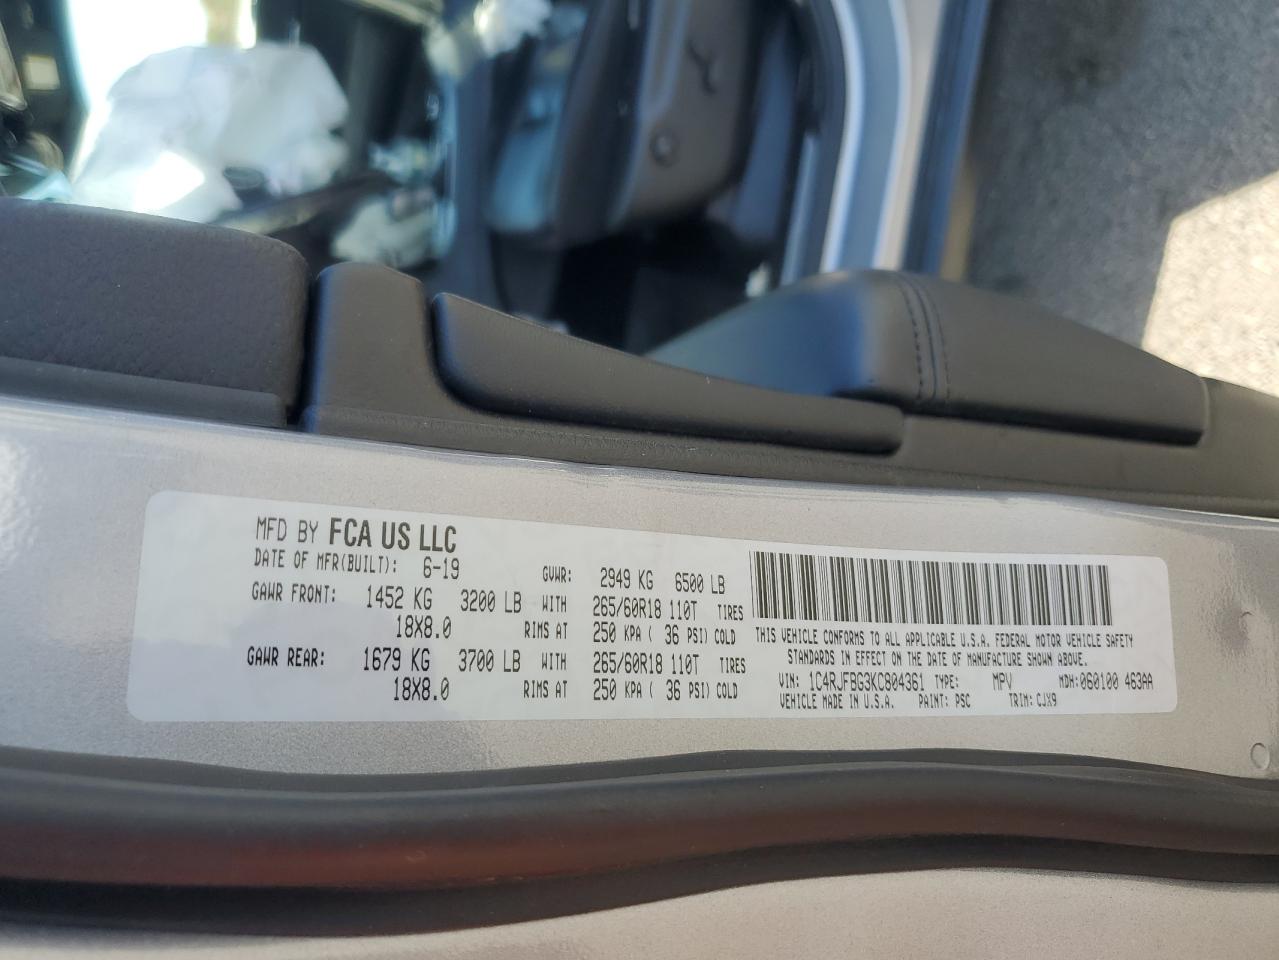 MFD BY FCA US LLC
DATE OF MFR(BUILT): 6-19 GVWR: 2949 KG 6500 LB
GAWR FRONT: 1452 KG 3200 LB WITH 265/60R18 110T TIRES
18X8.0 RIMS AT 250 KPA ( 36 PSI) COLD
GAWR REAR: 1679 KG 3700 LB WITH 265/60R18 110T TIRES
18X8.0 RIMS AT 250 KPA ( 36 PSI) COLD
THIS VEHICLE CONFORMS TO ALL APPLICABLE U.S.A. FEDERAL MOTOR VEHICLE SAFETY
STANDARDS IN EFFECT ON THE DATE OF MANUFACTURE SHOWN ABOVE.
VIN: 1C4RJFBG3KC804361 TYPE: MPV MDH:060100 463AA
VEHICLE MADE IN U.S.A. PAINT: PSC TRIM: CJX9